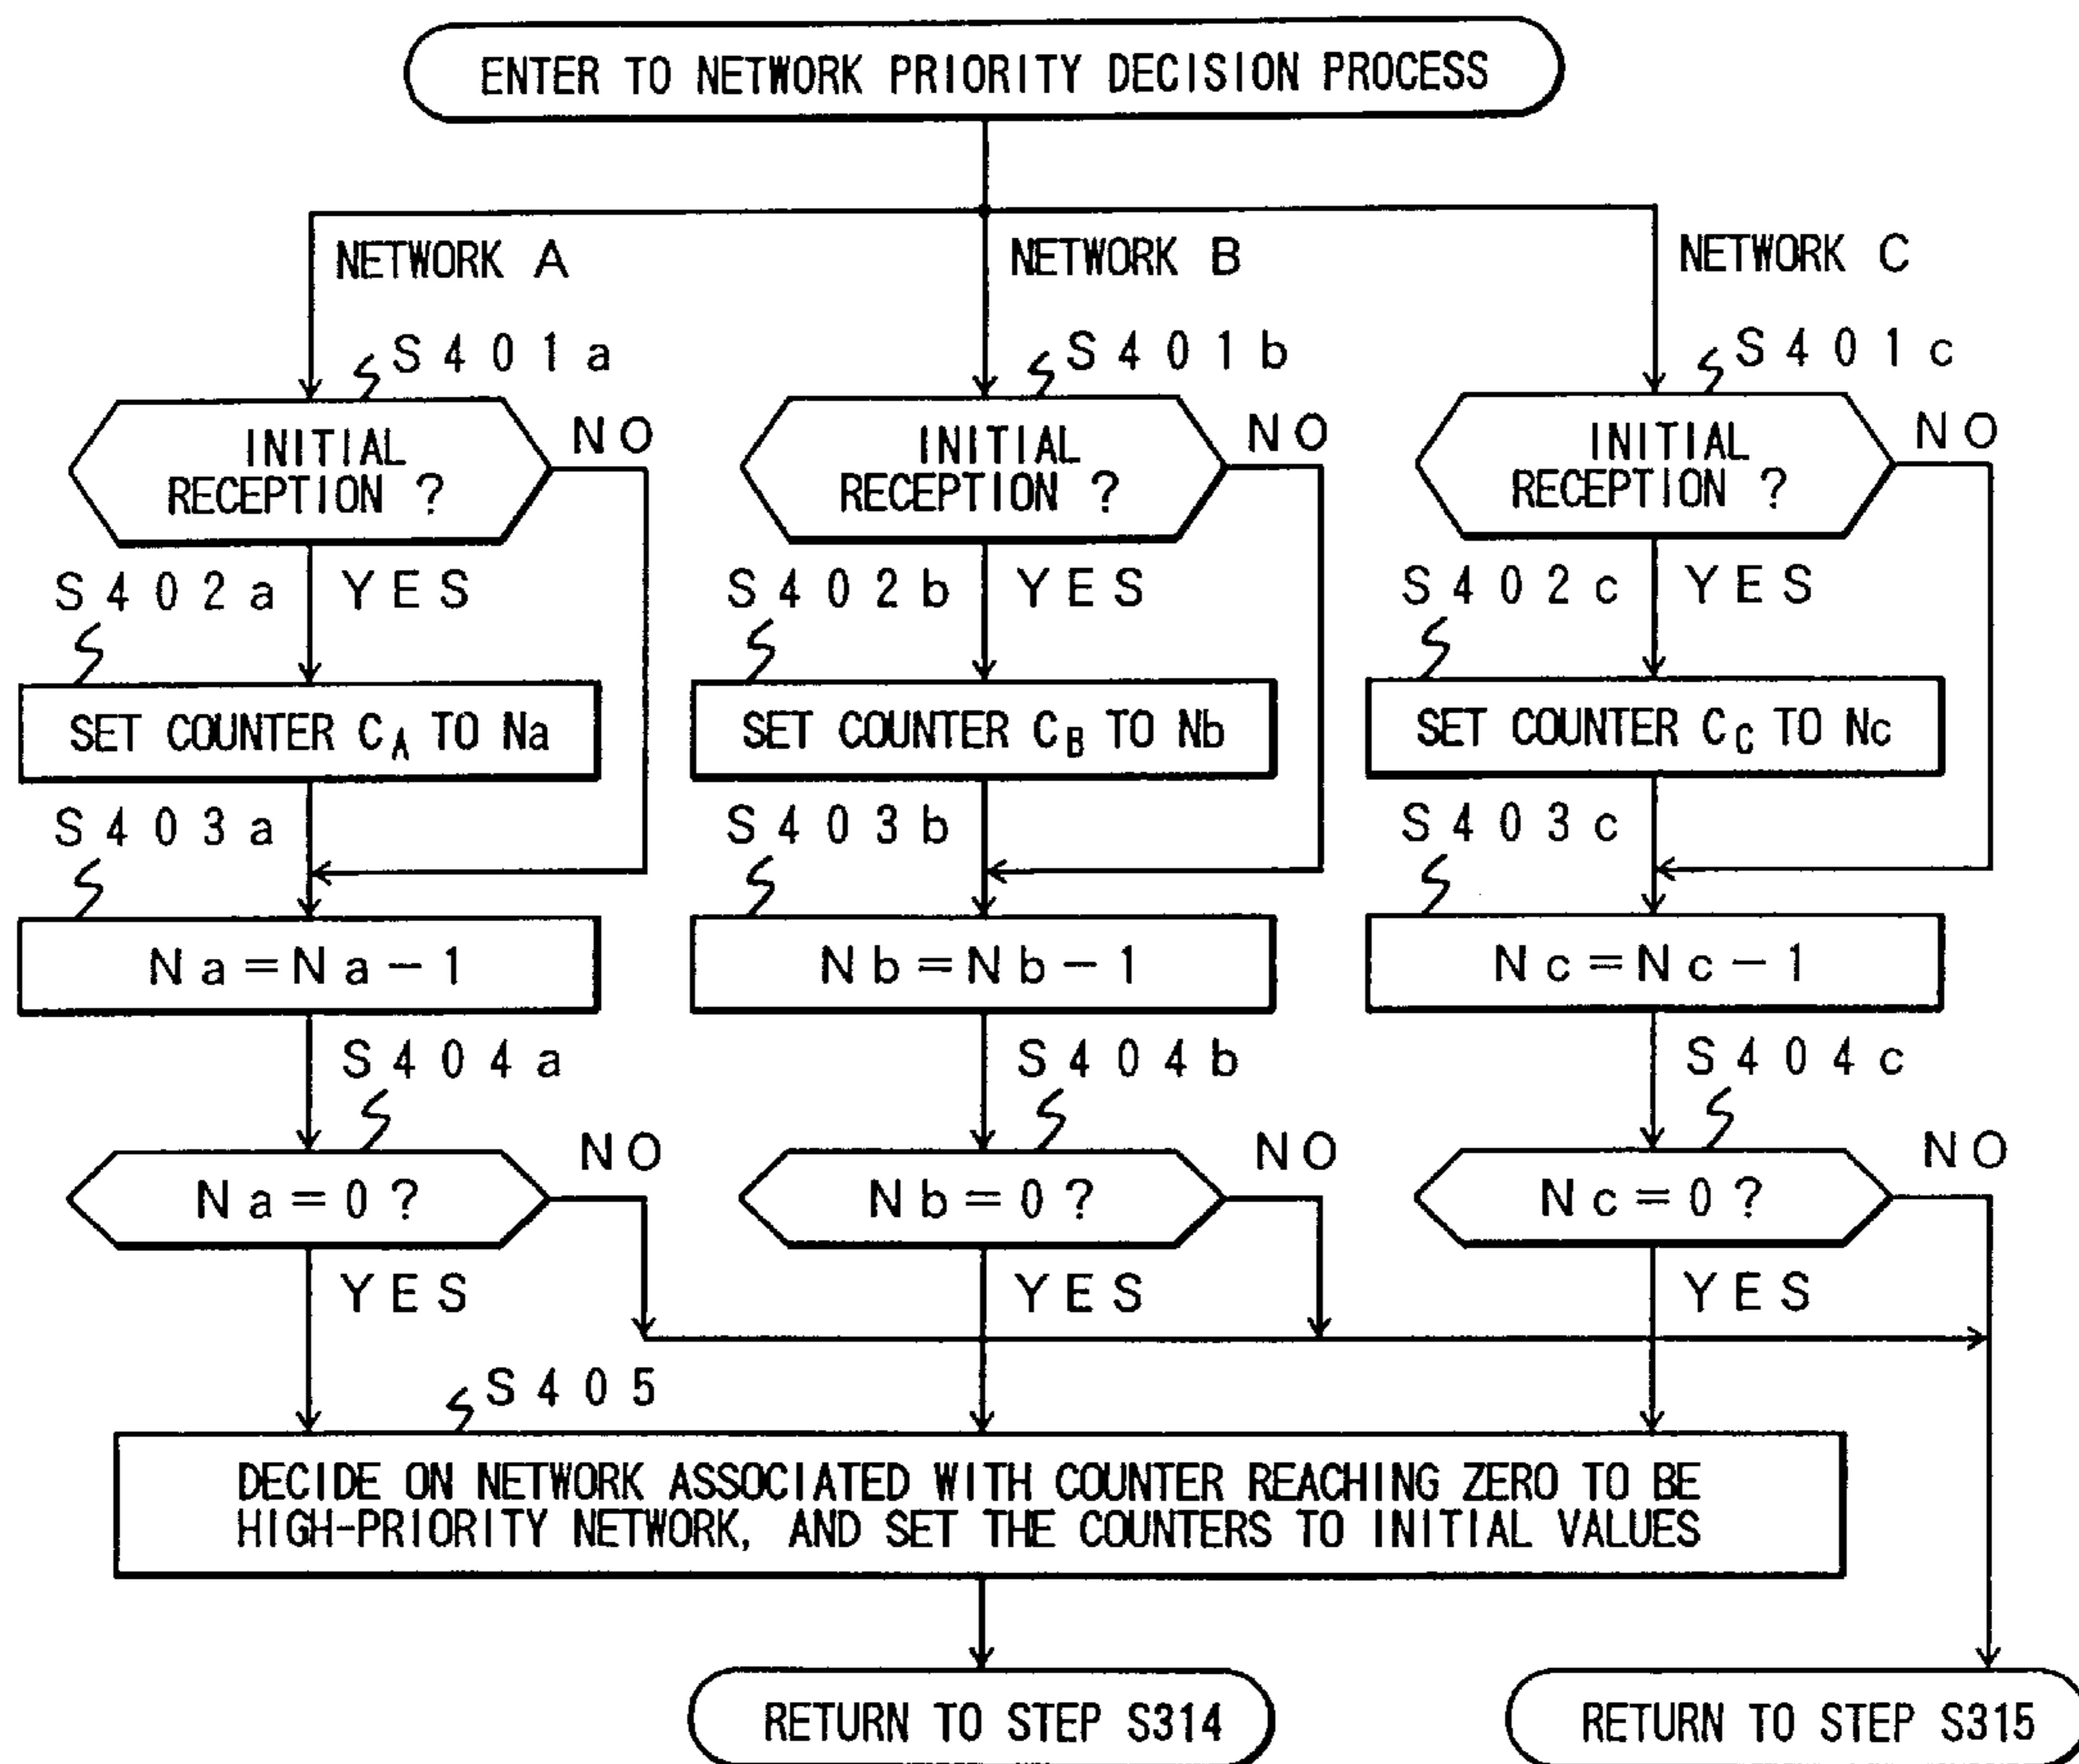 ENTER TO NETWORK PRIORITY DECISION PROCESS
NETWORK A
NETWORK B
NETWORK C
S401a
S401b
S401c
INITIAL
RECEPTION ?
NO
INITIAL
RECEPTION ?
NO
INITIAL
RECEPTION ?
NO
S402a
YES
S402b
YES
S402c
YES
SET COUNTER CA TO Na
SET COUNTER CB TO Nb
SET COUNTER CC TO Nc
S403a
S403b
S403c
Na=Na-1
Nb=Nb-1
Nc=Nc-1
S404a
S404b
S404c
Na=0?
NO
Nb=0?
NO
Nc=0?
NO
YES
YES
YES
S405
DECIDE ON NETWORK ASSOCIATED WITH COUNTER REACHING ZERO TO BE
HIGH-PRIORITY NETWORK, AND SET THE COUNTERS TO INITIAL VALUES
RETURN TO STEP S314
RETURN TO STEP S315